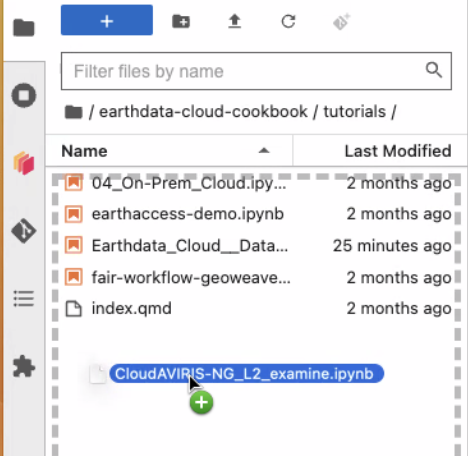 Filter files by name
/ earthdata-cloud-cookbook / tutorials /
Name Last Modified
04_On-Prem_Cloud.ipy... 2 months ago
earthaccess-demo.ipynb 2 months ago
Earthdata_Cloud__Data... 25 minutes ago
fair-workflow-geoweave... 2 months ago
index.qmd 2 months ago
CloudAVIRIS-NG_L2_examine.ipynb